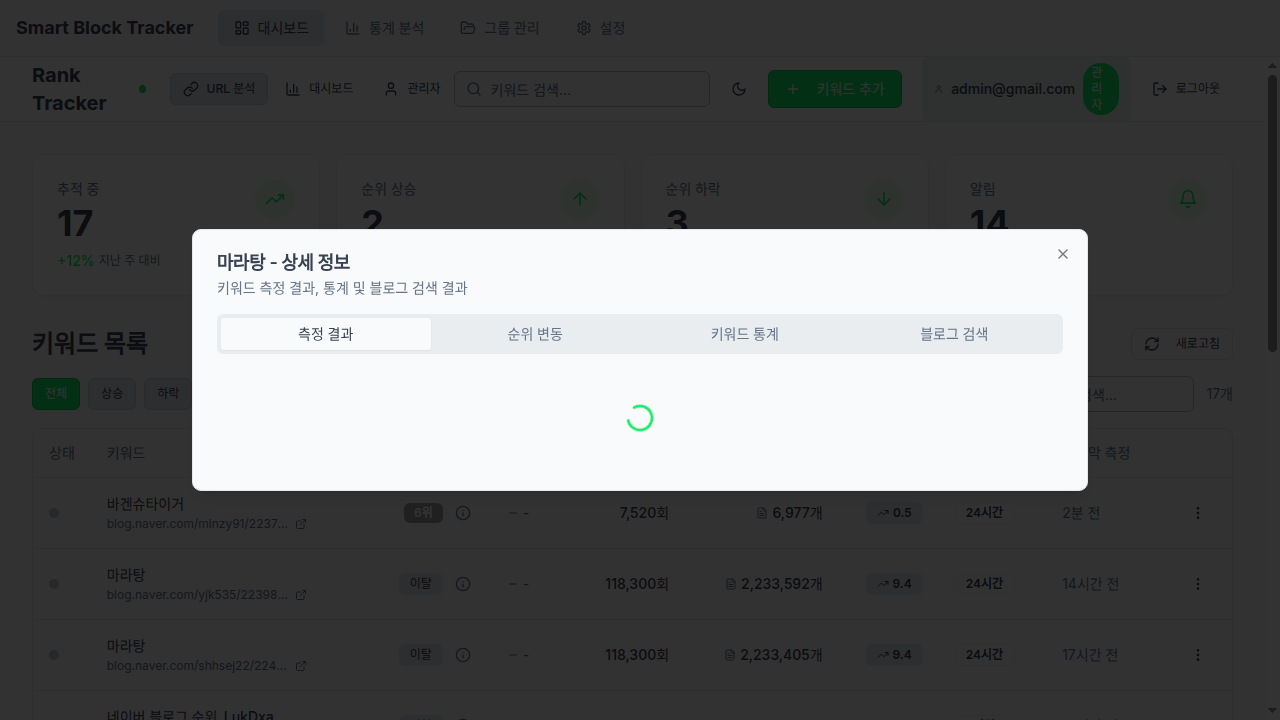 Smart Block Tracker 대시보드 통계 분석 그룹 관리 설정
Rank Tracker URL 분석 대시보드 관리자 키워드 검색... 키워드 추가 admin@gmail.com 관리자 로그아웃
추적 중 순위 상승 순위 하락 알림
17 2 3 14
+12% 지난 주 대비
마라탕 - 상세 정보
키워드 측정 결과, 통계 및 블로그 검색 결과
측정 결과 순위 변동 키워드 통계 블로그 검색
키워드 목록 새로고침
전체 상승 하락 색... 17개
상태 키워드 막 측정
바겐슈타이거
blog.naver.com/minzy91/2237... 6위 - 7,520회 6,977개 0.5 24시간 2분 전
마라탕
blog.naver.com/yjk535/22398... 이탈 - 118,300회 2,233,592개 9.4 24시간 14시간 전
마라탕
blog.naver.com/shhsej22/224... 이탈 - 118,300회 2,233,405개 9.4 24시간 17시간 전
네이버 블로그 순위_LukDxa